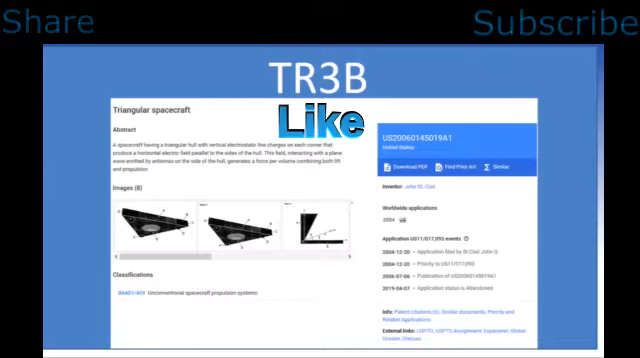 Share
Subscribe
TR3B
Like
Triangular spacecraft
Abstract
A spacecraft having a triangular hull with vertical electrostatic line charges on each corner that
produce a horizontal electric field parallel to the sides of the hull. This field, interacting with a plane
wave emitted by antennas on the side of the hull, generates a force per volume combining both lift
and propulsion.
Images (8)
Classifications
B64G1/409 Unconventional spacecraft propulsion systems
US20060145019A1
United States
Download PDF Find Prior Art Similar
Inventor: John St. Clair
Worldwide applications
2004 US
Application US11/017,093 events
2004-12-20 • Application filed by St Clair John Q
2004-12-20 • Priority to US11/017,093
2006-07-06 • Publication of US20060145019A1
2019-04-07 • Application status is Abandoned
Info: Patent citations (6), Similar documents, Priority and
Related Applications
External links: USPTO, USPTO Assignment, Espacenet, Global
Dossier, Discuss